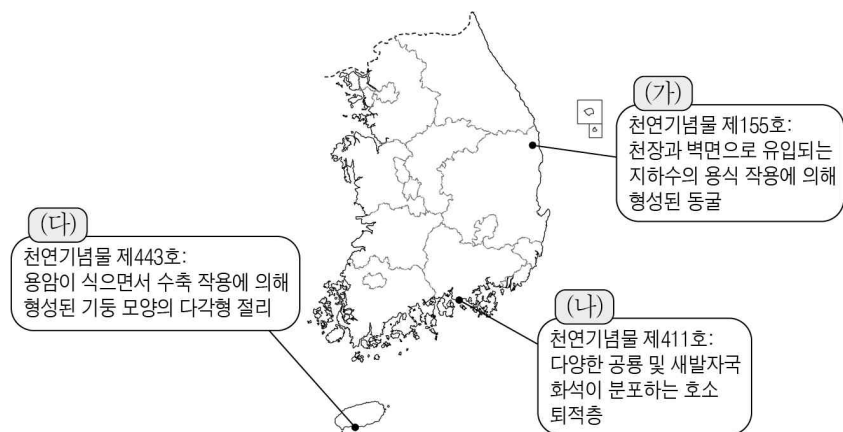 (가)
천연기념물 제155호:
천장과 벽면으로 유입되는
지하수의 용식 작용에 의해
형성된 동굴
(다)
천연기념물 제443호:
용암이 식으면서 수축 작용에 의해
형성된 기둥 모양의 다각형 절리
(나)
천연기념물 제411호:
다양한 공룡 및 새발자국
화석이 분포하는 호소
퇴적층